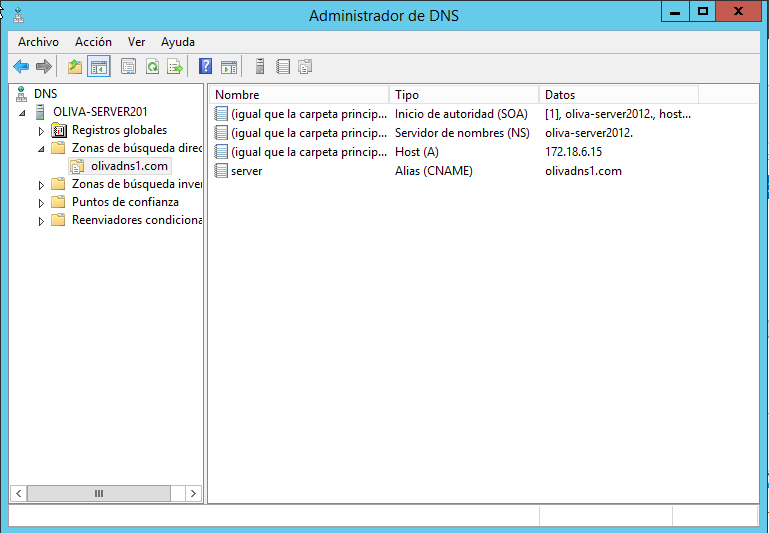 Administrador de DNS
Archivo Acción Ver Ayuda
DNS
OLIVA-SERVER201
Registros globales
Zonas de búsqueda direc
olivadns1.com
Zonas de búsqueda inver
Puntos de confianza
Reenviadores condiciona
Nombre Tipo Datos
(igual que la carpeta princip... Inicio de autoridad (SOA) [1], oliva-server2012., host...
(igual que la carpeta princip... Servidor de nombres (NS) oliva-server2012.
(igual que la carpeta princip... Host (A) 172.18.6.15
server Alias (CNAME) olivadns1.com